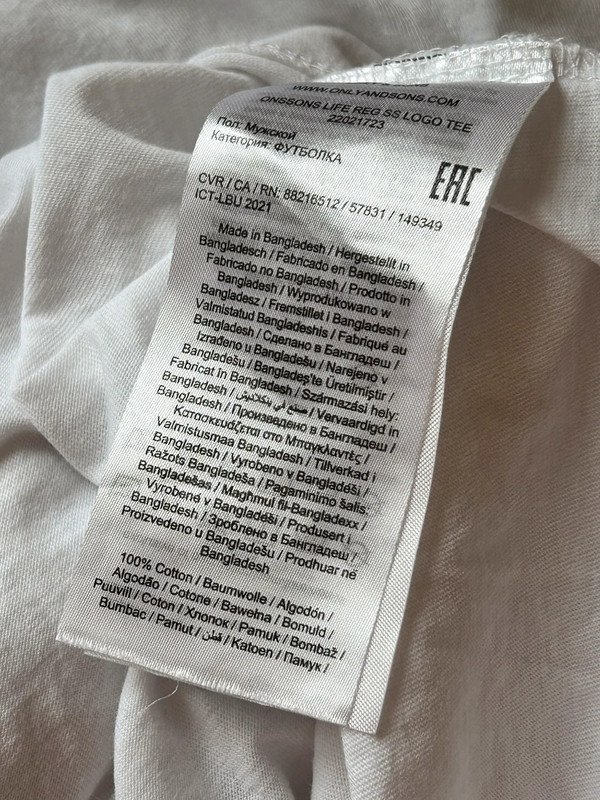 WWW.ONLYANDSONS.COM
ONSSONS LIFE REG SS LOGO TEE
22021723
Пол: Мужской
Категория: ФУТБОЛКА
EAC
CVR / CA / RN: 88216512 / 57831 / 149349
ICT-LBU 2021
Made in Bangladesh / Hergestellt in
Bangladesch / Fabricado en Bangladesh /
Fabricado no Bangladesh / Prodotto in
Bangladesh / Wyprodukowano w
Bangladesz / Fremstillet i Bangladesh /
Valmistatud Bangladeshis / Fabriqué au
Bangladesh / Сделано в Бангладеш /
Izrađeno u Bangladešu / Narejeno v
Bangladešu / Bangladeş'te Üretilmiştir /
Fabricat în Bangladesh / Származási hely:
Bangladesh / صنع في بنكلاديش / Vervaardigd in
Bangladesh / Произведено в Бангладеш /
Κατασκευάζεται στο Μπαγκλαντές /
Valmistusmaa Bangladesh / Tillverkad i
Bangladesh / Vyrobeno v Bangladéši /
Ražots Bangladeša / Pagaminimo šalis:
Bangladešas / Magħmul fil-Bangladexx /
Vyrobené v Bangladéši / Produsert i
Bangladesh / Зроблено в Бангладеш /
Proizvedeno u Bangladešu / Prodhuar në
Bangladesh
100% Cotton / Baumwolle / Algodón /
Algodão / Cotone / Bawełna / Bomuld /
Puuvill / Coton / Хлопок / Pamuk / Bombaž /
Bumbac / Pamut / قطن / Katoen / Памук /